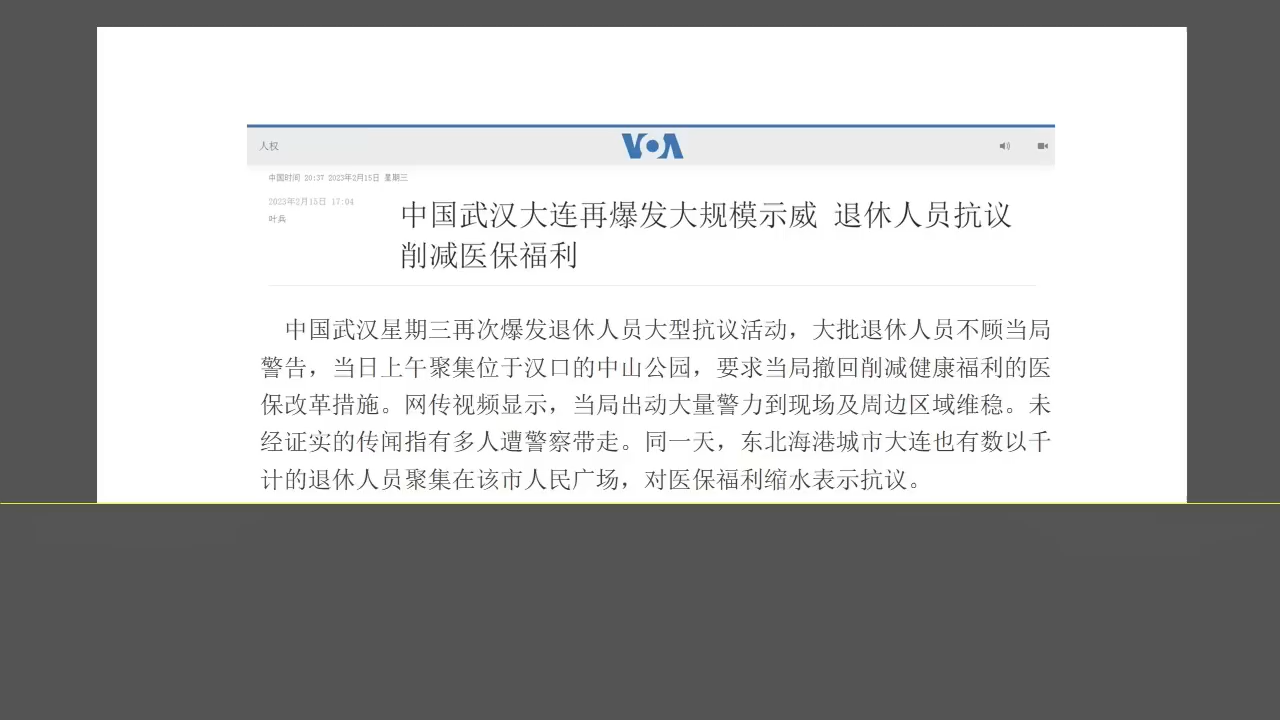 人权
VOA
中国时间 20:37 2023年2月15日 星期三
2023年2月15日 17:04
叶兵
中国武汉大连再爆发大规模示威 退休人员抗议
削减医保福利
中国武汉星期三再次爆发退休人员大型抗议活动，大批退休人员不顾当局
警告，当日上午聚集位于汉口的中山公园，要求当局撤回削减健康福利的医
保改革措施。网传视频显示，当局出动大量警力到现场及周边区域维稳。未
经证实的传闻指有多人遭警察带走。同一天，东北海港城市大连也有数以千
计的退休人员聚集在该市人民广场，对医保福利缩水表示抗议。